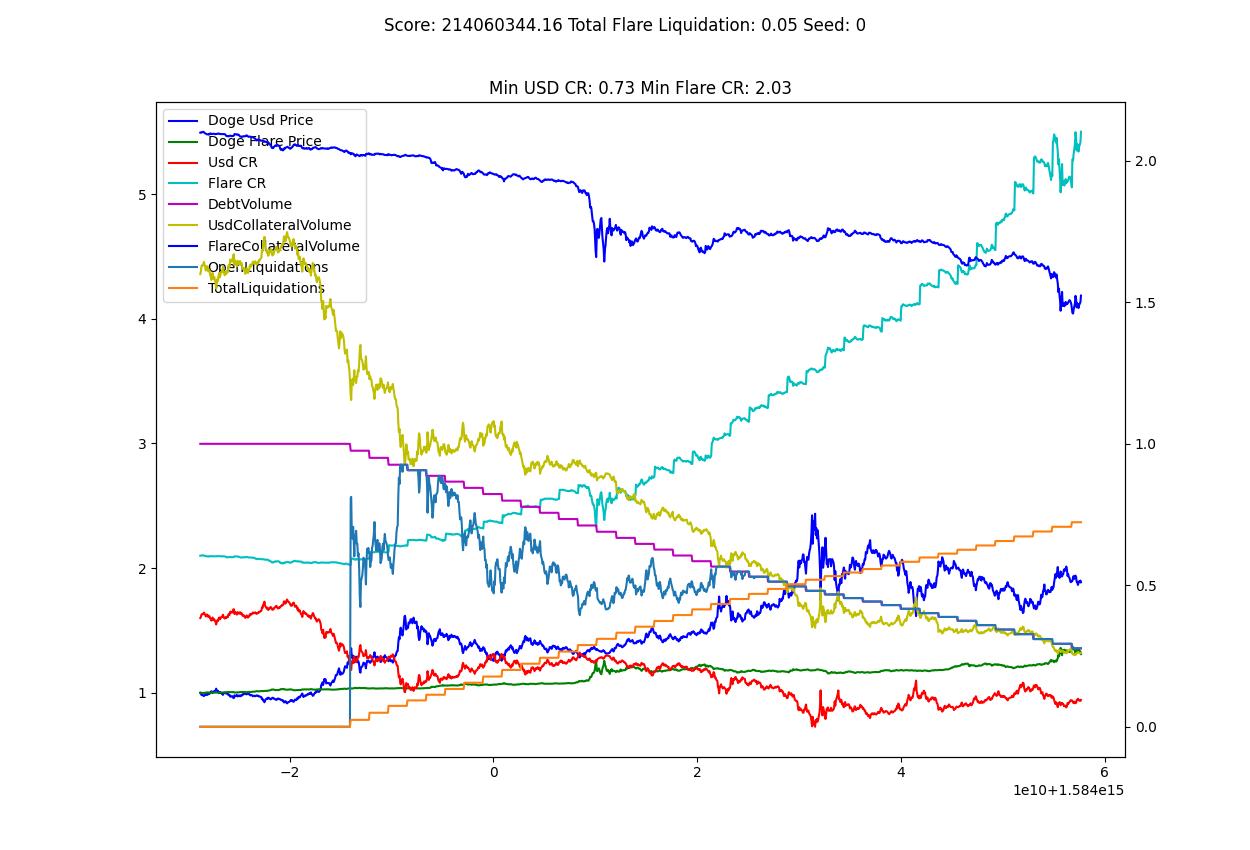 Score: 214060344.16 Total Flare Liquidation: 0.05 Seed: 0
Min USD CR: 0.73 Min Flare CR: 2.03
Doge Usd Price
Doge Flare Price
Usd CR
Flare CR
DebtVolume
UsdCollateralVolume
FlareCollateralVolume
OpenLiquidations
TotalLiquidations
5
4
3
2
1
2.0
1.5
1.0
0.5
0.0
−2
0
2
4
6
1e10+1.584e15